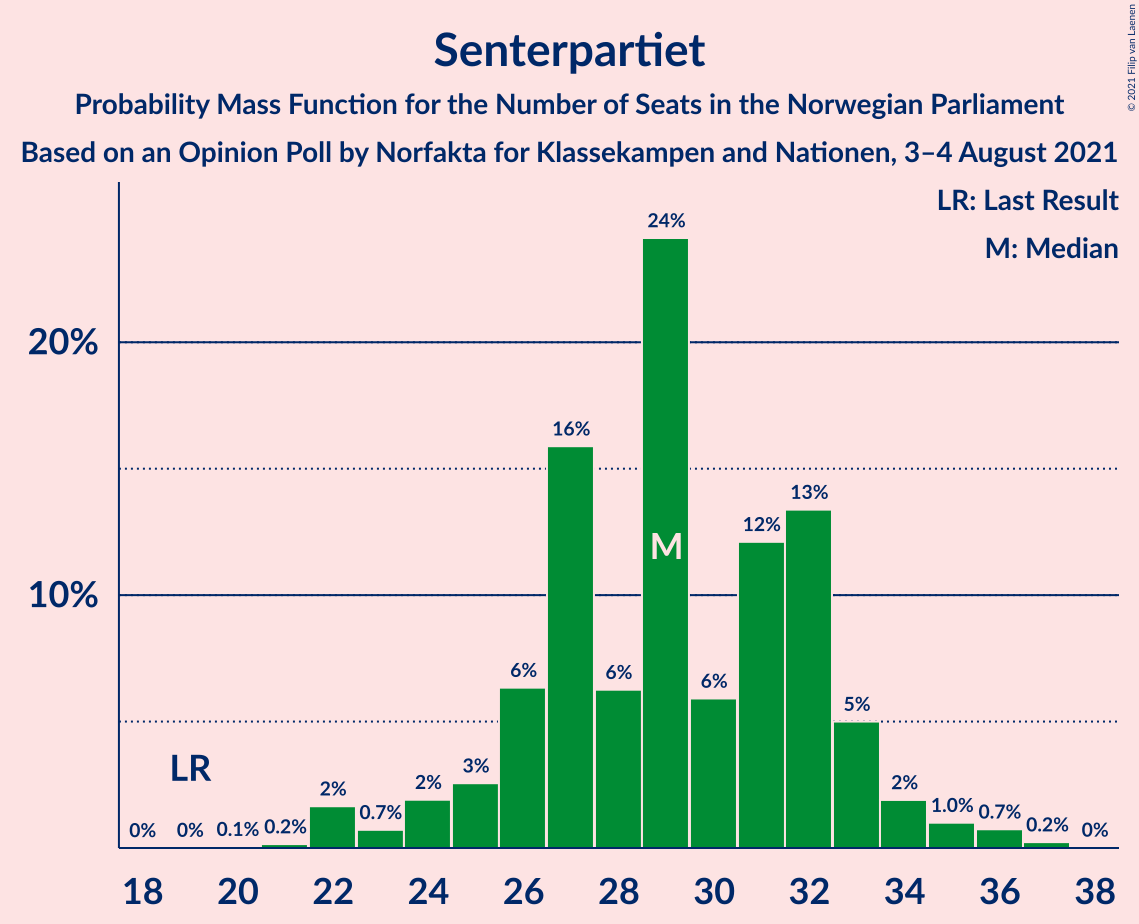 Senterpartiet
Probability Mass Function for the Number of Seats in the Norwegian Parliament
Based on an Opinion Poll by Norfakta for Klassekampen and Nationen, 3–4 August 2021
© 2021 Filip van Laenen
LR: Last Result
M: Median
20%
10%
0% 0% 0.1% 0.2% 2% 0.7% 2% 3% 6% 16% 6% 24% 6% 12% 13% 5% 2% 1.0% 0.7% 0.2% 0%
LR
M
18 20 22 24 26 28 30 32 34 36 38